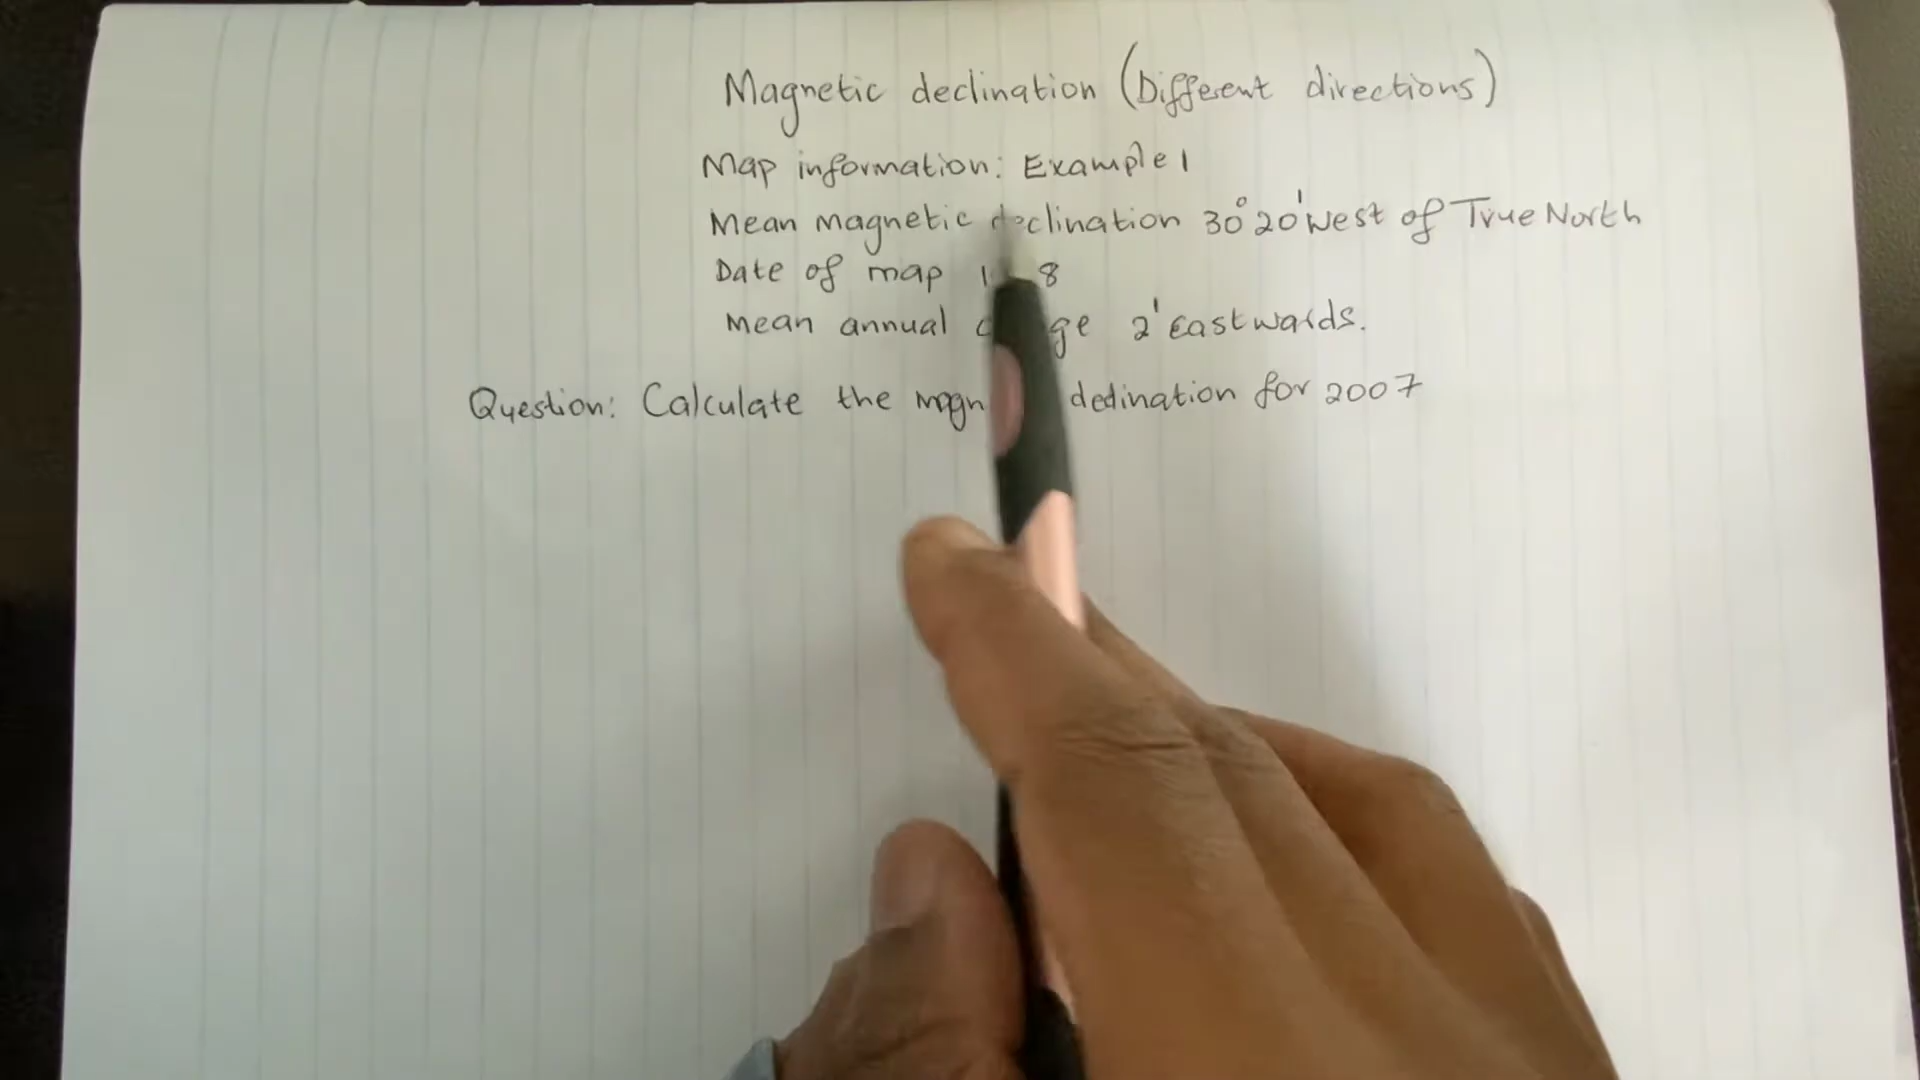 Magnetic declination (Different directions)
Map information: Example 1
Mean magnetic declination 30° 20' West of True North
Date of map
Mean annual 2' Eastwards.
Question: Calculate the declination for 2007